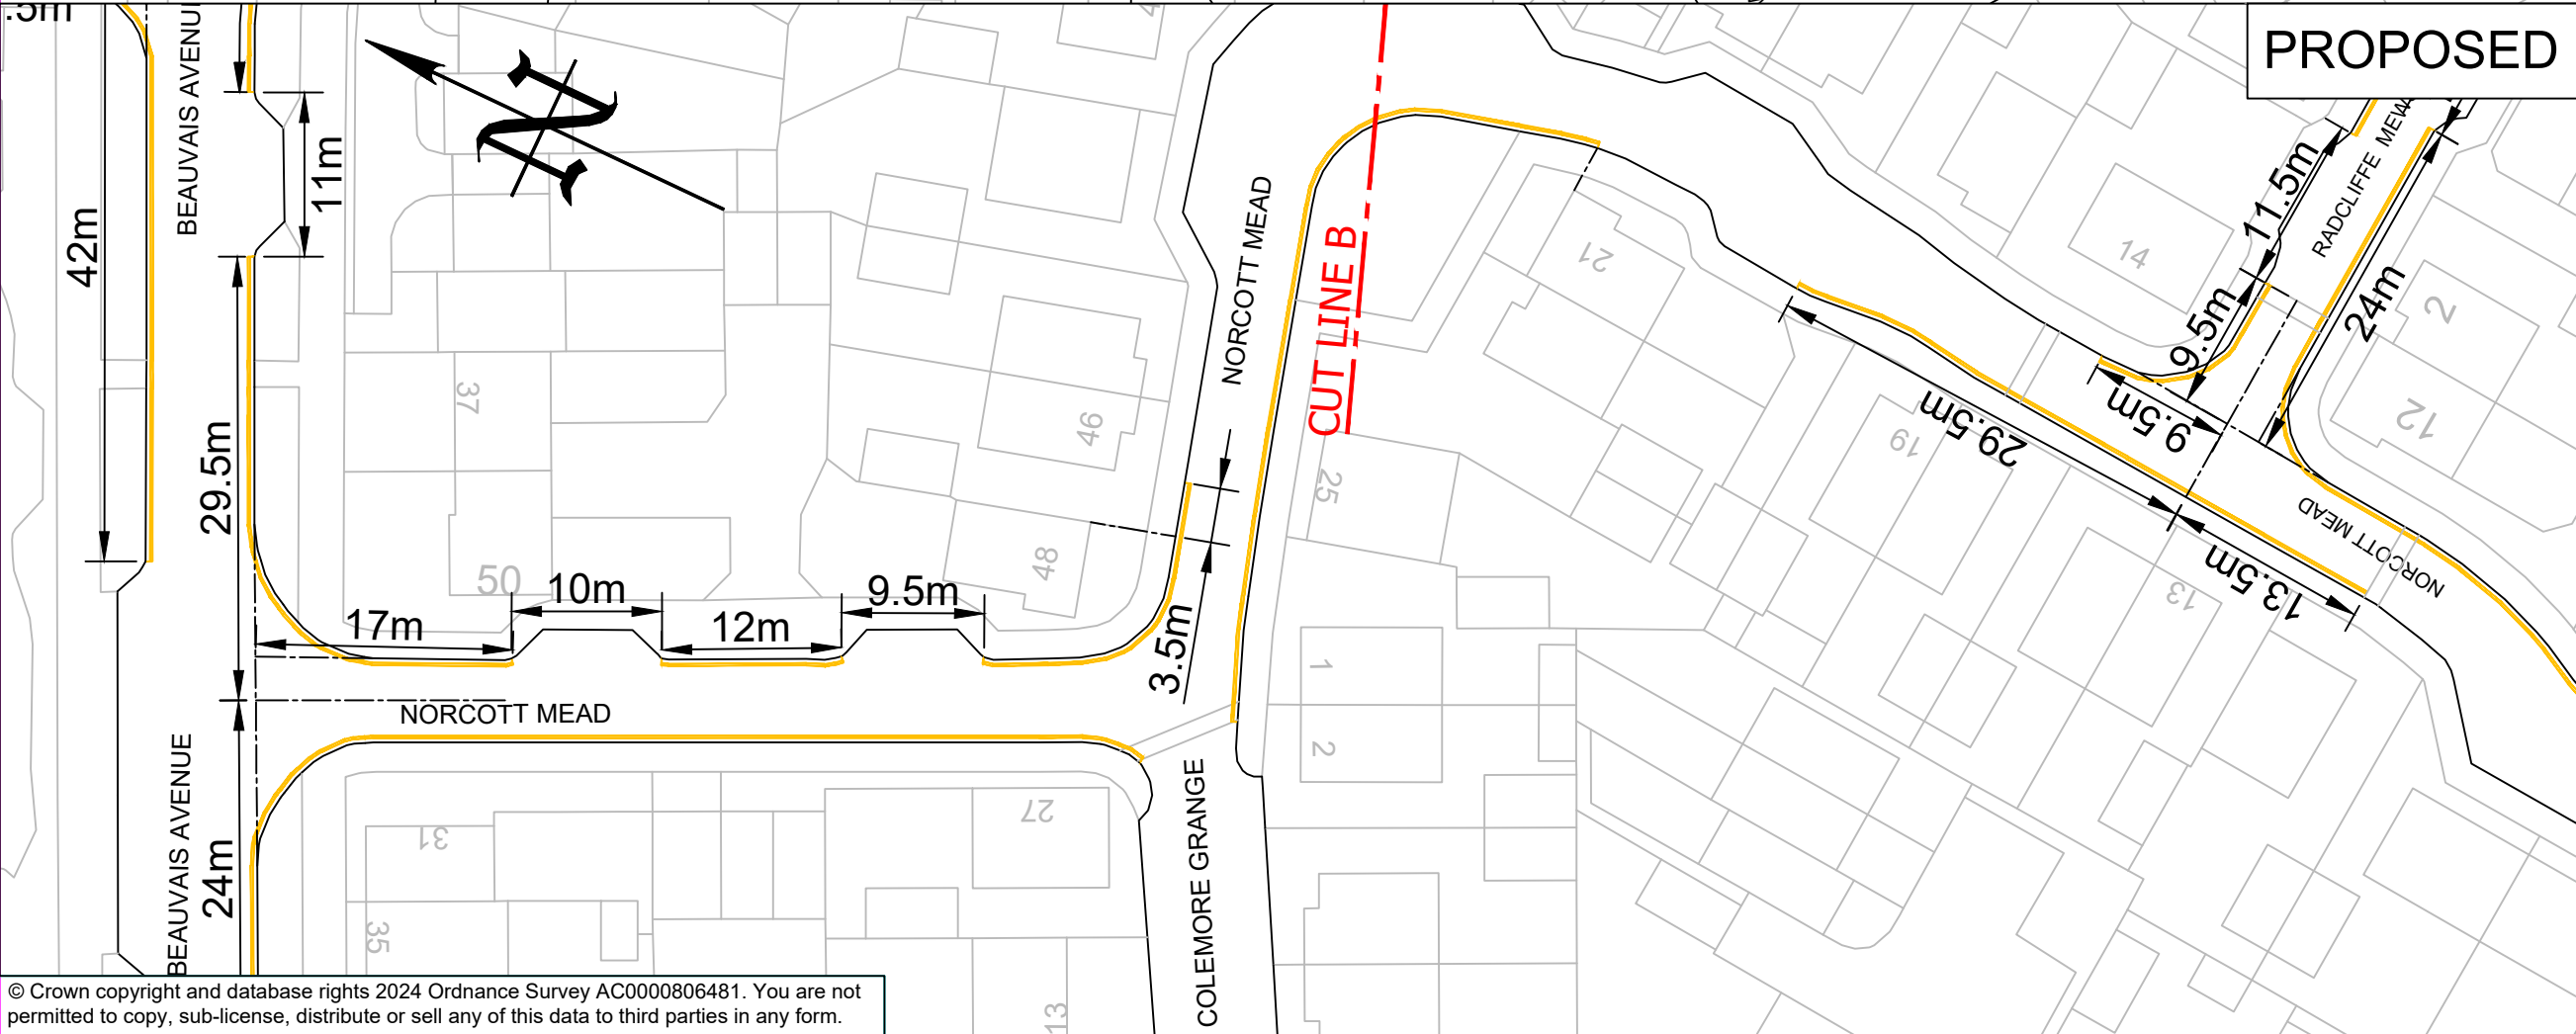 .5m
BEAUVAIS AVENUE
PROPOSED
N
11m
42m
NORCOTT MEAD
CUT LINE B
21
14
11.5m
RADCLIFFE MEWS
9.5m
24m
2
12
37
49
29.5m
25
29.5m
19
9.5m
NORCOTT MEAD
48
50
10m
9.5m
17m
12m
3.5m
13.5m
13
1
2
NORCOTT MEAD
BEAUVAIS AVENUE
24m
31
27
35
COLEMORE GRANGE
13
© Crown copyright and database rights 2024 Ordnance Survey AC0000806481. You are not
permitted to copy, sub-license, distribute or sell any of this data to third parties in any form.